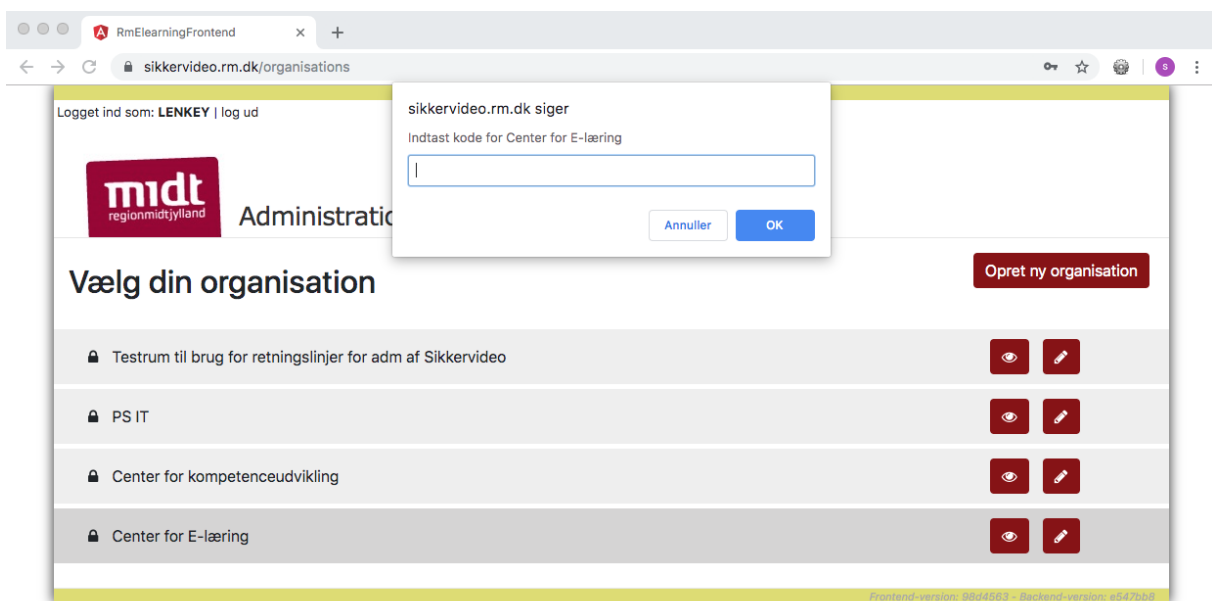 RmElearningFrontend
sikkervideo.rm.dk/organisations
S
Logget ind som: LENKEY | log ud
sikkervideo.rm.dk siger
Indtast kode for Center for E-læring
Annuller
OK
midt
regionmidtjylland
Administratio
Vælg din organisation
Opret ny organisation
Testrum til brug for retningslinjer for adm af Sikkervideo
PS IT
Center for kompetenceudvikling
Center for E-læring
Frontend-version: 98d4563 - Backend-version: e547bb8